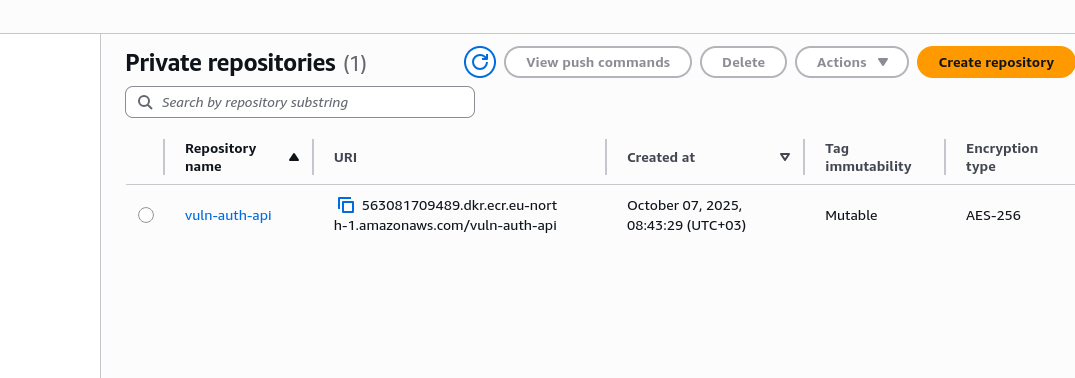 Private repositories (1)
View push commands
Delete
Actions
Create repository
Search by repository substring
Repository
name
URI
Created at
Tag
immutability
Encryption
type
vuln-auth-api
563081709489.dkr.ecr.eu-nort
h-1.amazonaws.com/vuln-auth-api
October 07, 2025,
08:43:29 (UTC+03)
Mutable
AES-256